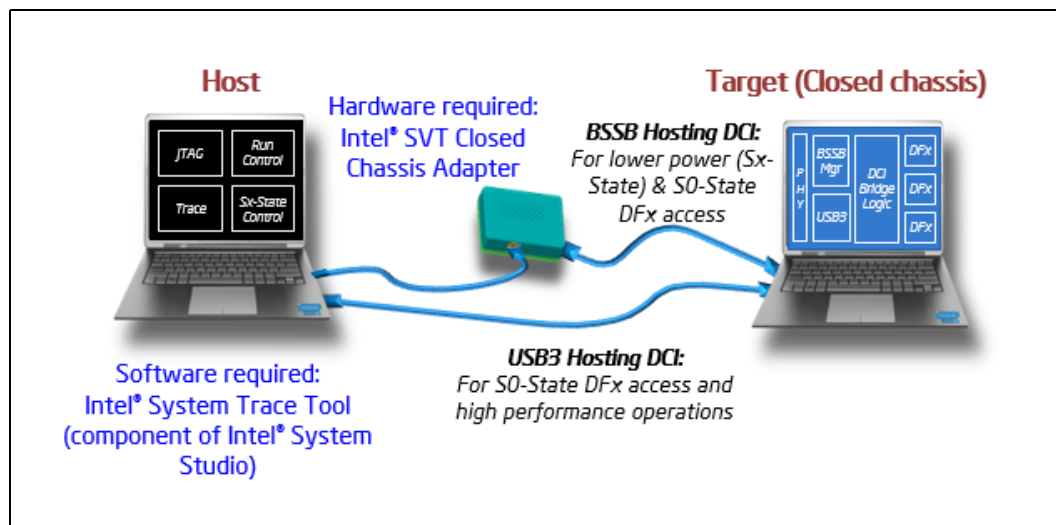 Host
Target (Closed chassis)
Hardware required:
Intel® SVT Closed
Chassis Adapter
BSSB Hosting DCI:
For lower power (Sx-
State) & S0-State
DFx access
JTAG
Run
Control
Trace
Sx-State
Control
P
H
Y
BSSB
Mgr
USB3
DCI
Bridge
Logic
DFx
DFx
DFx
USB3 Hosting DCI:
For S0-State DFx access and
high performance operations
Software required:
Intel® System Trace Tool
(component of Intel® System
Studio)